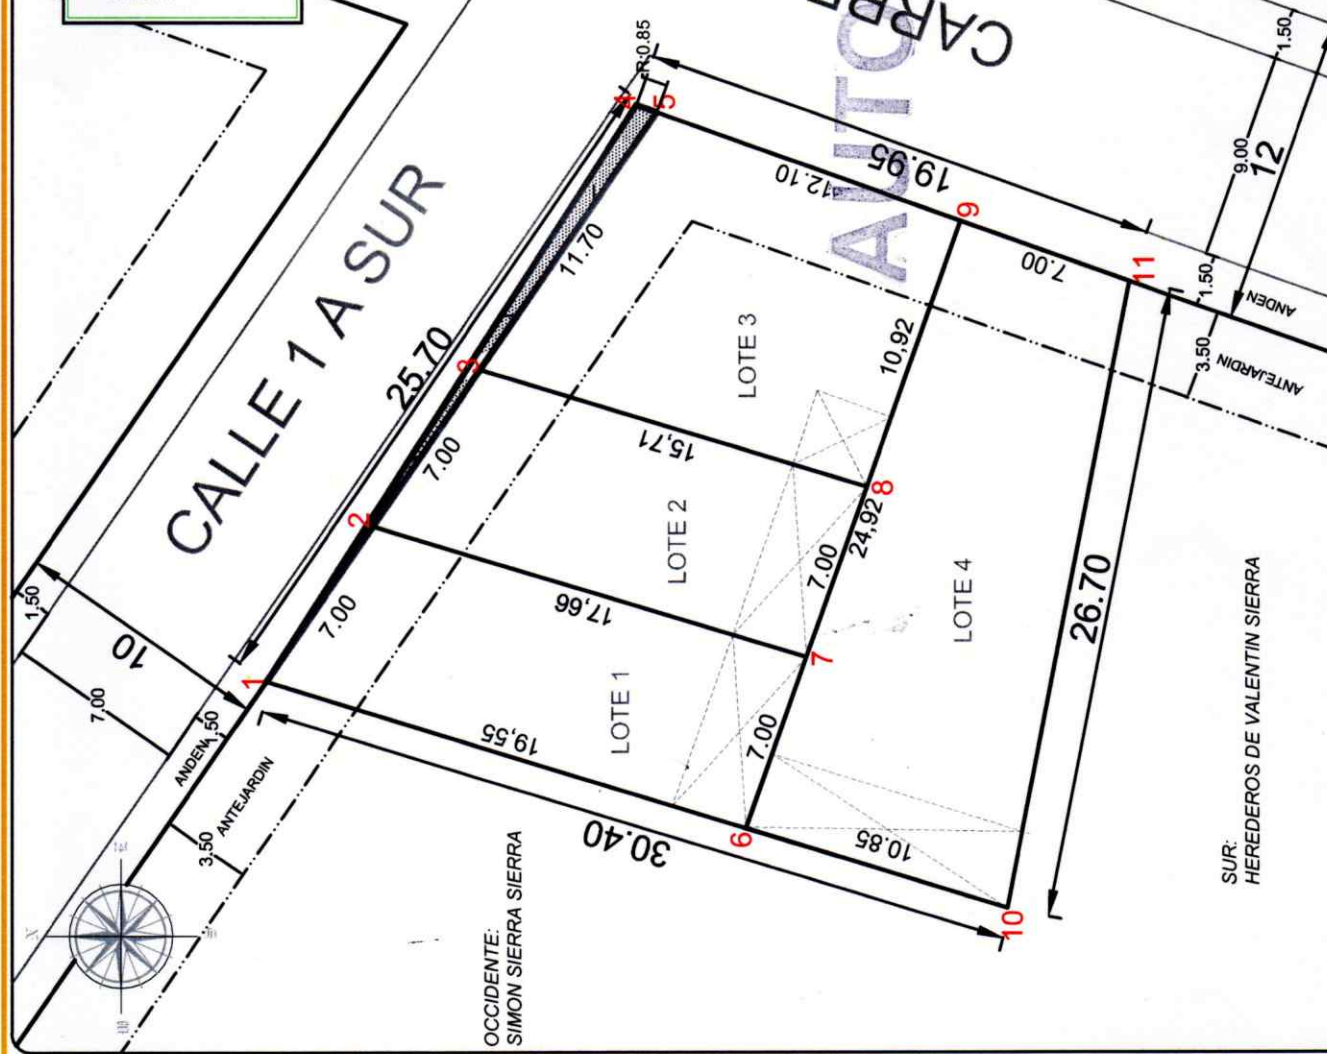 CARRE
AUTO
CALLE 1 A SUR
R:0.85
4
5
1.50
9.00
12
19.95
12.10
11.70
25.70
3
9
7.00
11
1.50
ANDEN
3.50
ANTEJARDIN
LOTE 3
10,92
15,71
7.00
2
LOTE 2
8
24,92
7.00
17,66
7.00
1,50
10
7.00
1
ANDEN
1,50
ANTEJARDIN
3.50
19,55
LOTE 1
7
7.00
LOTE 4
26.70
30.40
6
10.85
10
OCCIDENTE:
SIMON SIERRA SIERRA
SUR:
HEREDEROS DE VALENTIN SIERRA